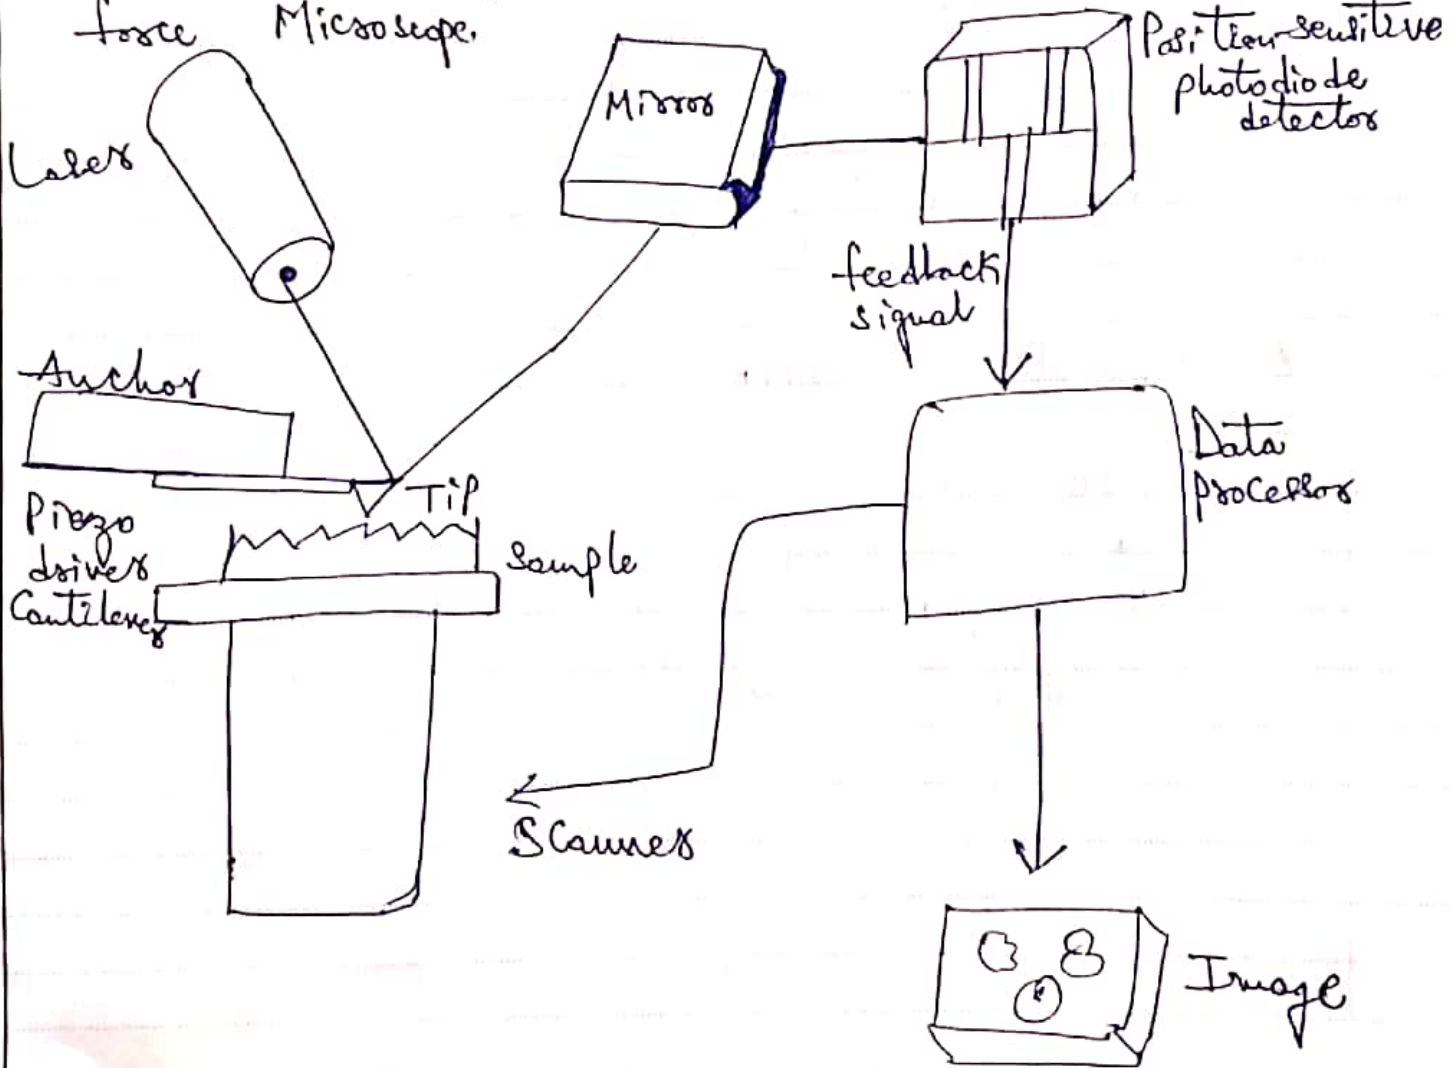 force Microscope.
Laser
Mirror
Position-sensitive
photodiode
detector
feedback
signal
Anchor
Tip
Data
processor
Piezo
driver
Cantilever
Sample
Scanner
Image